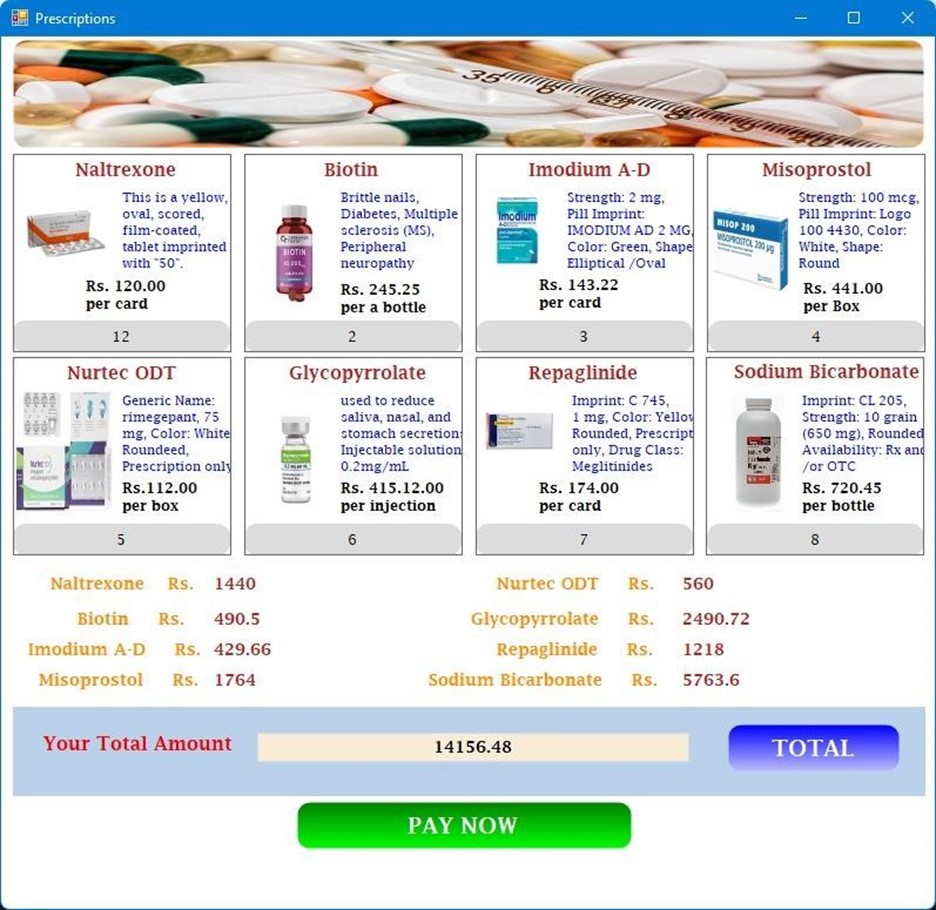 Prescriptions
35
Naltrexone
This is a yellow,
oval, scored,
film-coated,
tablet imprinted
with "50".
Rs. 120.00
per card
12
Biotin
BIOTIN
Brittle nails,
Diabetes, Multiple
sclerosis (MS),
Peripheral
neuropathy
Rs. 245.25
per a bottle
2
Imodium A-D
Imodium
Strength: 2 mg,
Pill Imprint:
IMODIUM AD 2 MG,
Color: Green, Shape
Elliptical /Oval
Rs. 143.22
per card
3
Misoprostol
MISOP 200
MISOPROSTOL 200 µg
Strength: 100 mcg,
Pill Imprint: Logo
100 4430, Color:
White, Shape:
Round
Rs. 441.00
per Box
4
Nurtec ODT
Nurtec
Generic Name:
rimegepant, 75
mg, Color: White
Roundeed,
Prescription only
Rs.112.00
per box
5
Glycopyrrolate
used to reduce
saliva, nasal, and
stomach secretions
Injectable solution
0.2mg/mL
Rs. 415.12.00
per injection
6
Repaglinide
Imprint: C 745,
1 mg, Color: Yellow
Rounded, Prescript
only, Drug Class:
Meglitinides
Rs. 174.00
per card
7
Sodium Bicarbonate
Imprint: CL 205,
Strength: 10 grain
(650 mg), Rounded
Availability: Rx and
/or OTC
Rs. 720.45
per bottle
8
Naltrexone Rs. 1440
Biotin Rs. 490.5
Imodium A-D Rs. 429.66
Misoprostol Rs. 1764
Nurtec ODT Rs. 560
Glycopyrrolate Rs. 2490.72
Repaglinide Rs. 1218
Sodium Bicarbonate Rs. 5763.6
Your Total Amount 14156.48 TOTAL
PAY NOW